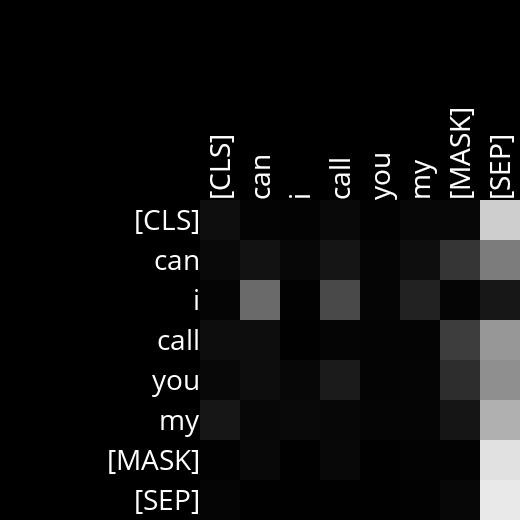 [CLS] can i call you my [MASK] [SEP]
[CLS]
can
i
call
you
my
[MASK]
[SEP]